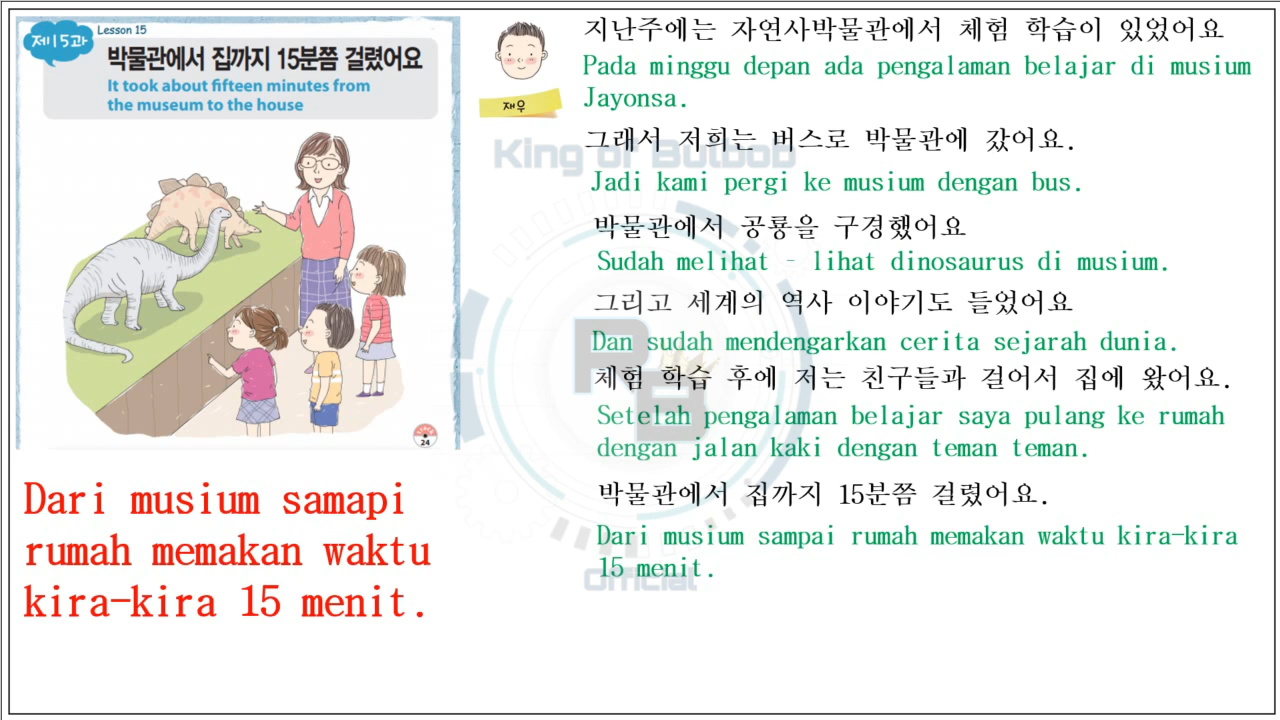 제15과
Lesson 15
박물관에서 집까지 15분쯤 걸렸어요
It took about fifteen minutes from
the museum to the house
24
Dari musium samapi
rumah memakan waktu
kira-kira 15 menit.
재우
지난주에는 자연사박물관에서 체험 학습이 있었어요
Pada minggu depan ada pengalaman belajar di musium
Jayonsa.
그래서 저희는 버스로 박물관에 갔어요.
Jadi kami pergi ke musium dengan bus.
박물관에서 공룡을 구경했어요
Sudah melihat - lihat dinosaurus di musium.
그리고 세계의 역사 이야기도 들었어요
Dan sudah mendengarkan cerita sejarah dunia.
체험 학습 후에 저는 친구들과 걸어서 집에 왔어요.
Setelah pengalaman belajar saya pulang ke rumah
dengan jalan kaki dengan teman teman.
박물관에서 집까지 15분쯤 걸렸어요.
Dari musium sampai rumah memakan waktu kira-kira
15 menit.
King of Bulbob
PB
Official